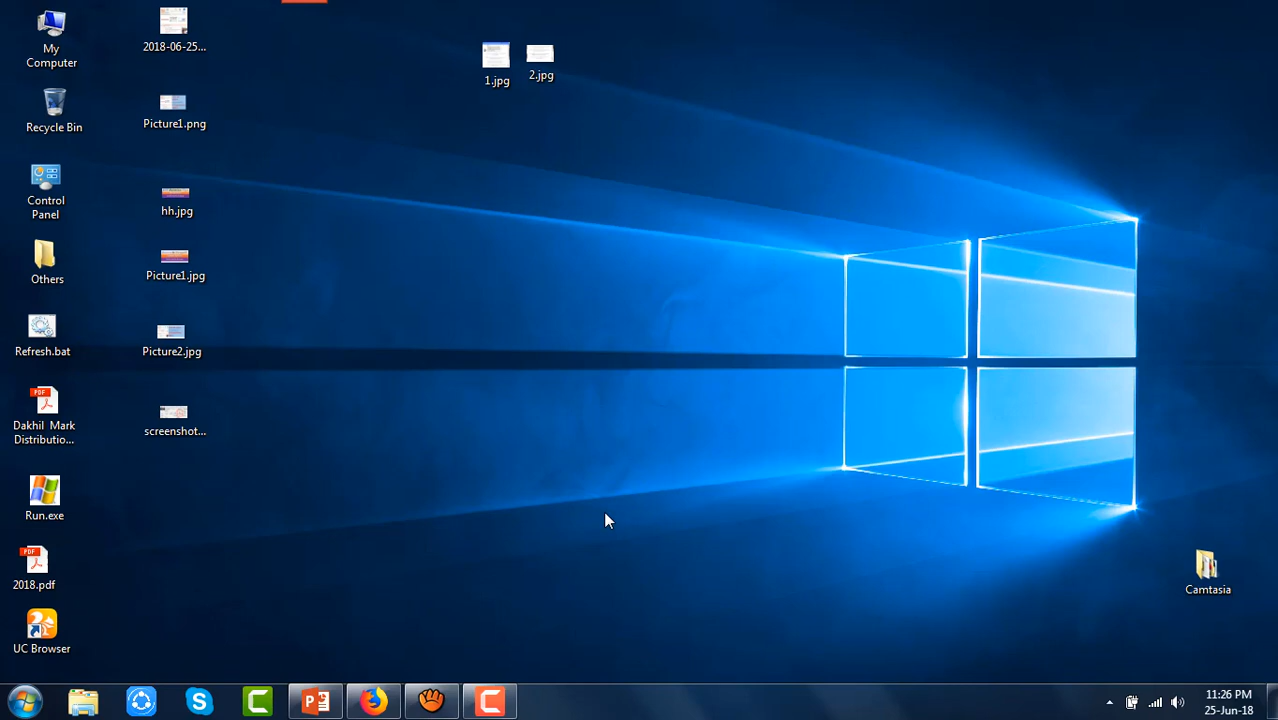 My
Computer
Recycle Bin
Control
Panel
Others
Refresh.bat
Dakhil Mark
Distributio...
Run.exe
2018.pdf
UC Browser
2018-06-25...
Picture1.png
hh.jpg
Picture1.jpg
Picture2.jpg
screenshot...
1.jpg
2.jpg
Camtasia
11:26 PM
25-Jun-18